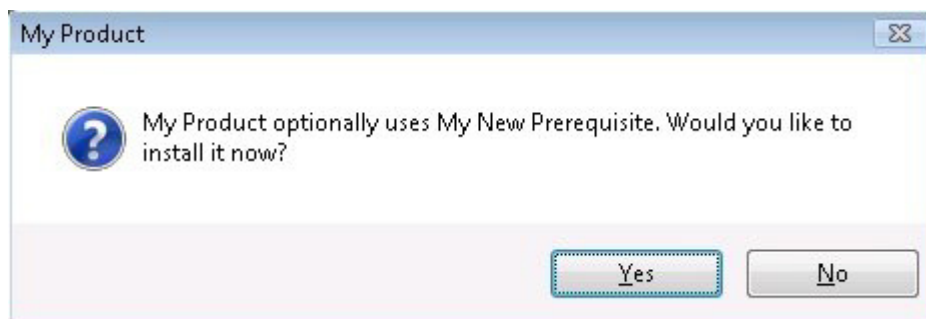 My Product
My Product optionally uses My New Prerequisite. Would you like to
install it now?
Yes
No